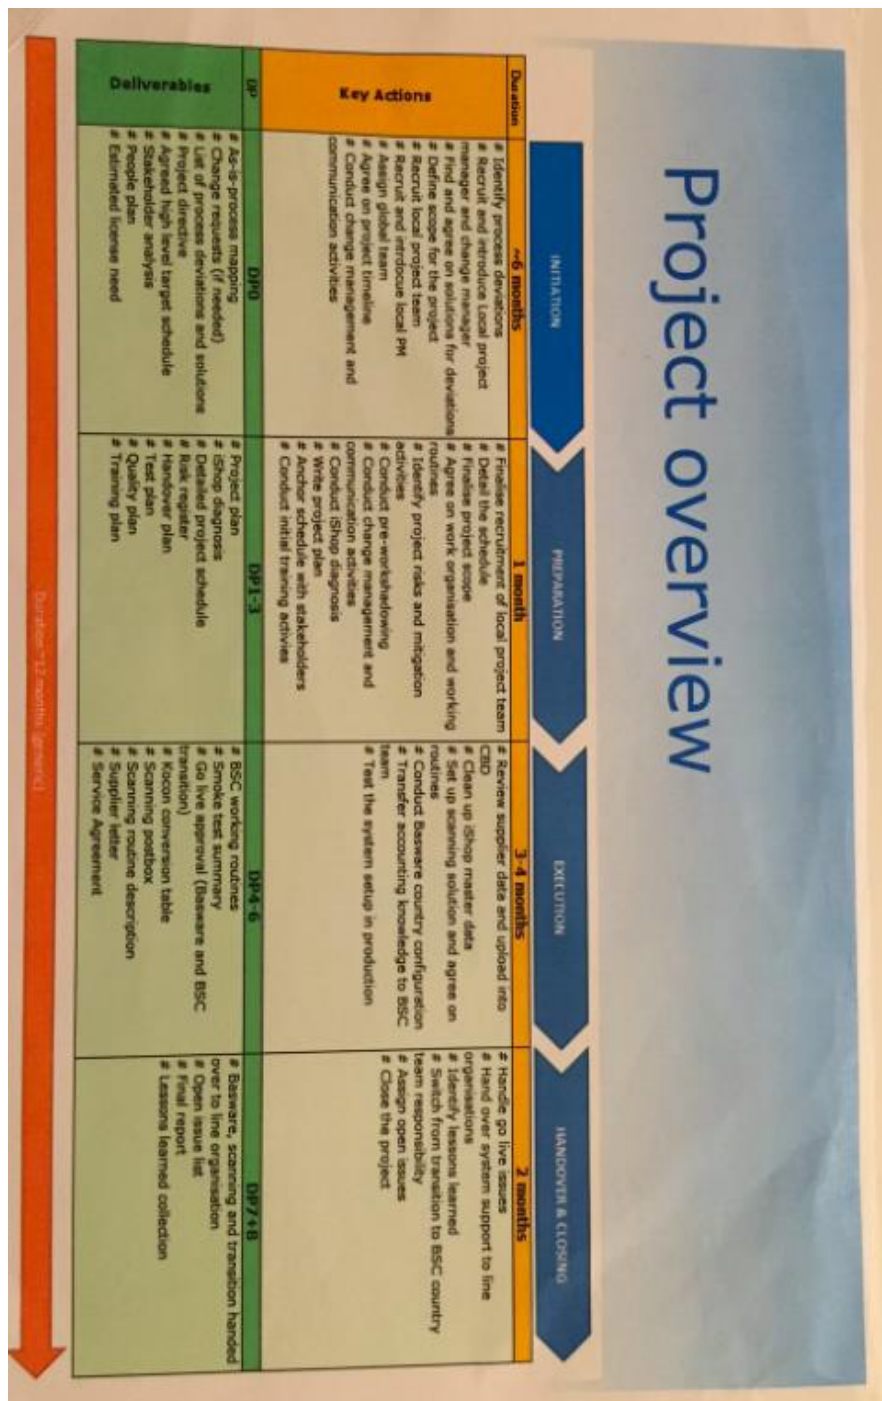 Project overview
INITIATION
PREPARATION
EXECUTION
HANDOVER & CLOSING
Duration
~6 months
1 month
3-4 months
2 months
Key Actions
# Identify process deviations
# Recruit and introduce Local project
manager and change manager
# Find and agree on solutions for deviations
# Define scope for the project
# Recruit local project team
# Recruit and intrdocue local PM
# Assign global team
# Agree on project timeline
# Conduct change management and
communication activities
# Finalise recruitment of local project team
# Detail the schedule
# Finalise project scope
# Agree on work organisation and working
routines
# Identify project risks and mitigation
activities
# Conduct pre-workshadowing
# Conduct change management and
communication activities
# Conduct iShop diagnosis
# Write project plan
# Anchor schedule with stakeholders
# Conduct initial training activies
# Review supplier data and upload into
CBD
# Clean up iShop master data
# Set up scanning solution and agree on
routines
# Conduct Basware country configuration
# Transfer accounting knowledge to BSC
team
# Test the system setup in production
# Handle go live issues
# Hand over system support to line
organisations
# Identify lessons learned
# Switch from transition to BSC country
team responsibility
# Assign open issues
# Close the project
DP
DP0
DP1-3
DP4-6
DP7+8
Deliverables
# As-is-process mapping
# Change requests (if needed)
# List of process deviations and solutions
# Project directive
# Agreed high level target schedule
# Stakeholder analysis
# People plan
# Estimated license need
# Project plan
# iShop diagnosis
# Detailed project schedule
# Risk register
# Handover plan
# Test plan
# Quality plan
# Training plan
# BSC working routines
# Smoke test summary
# Go live approval (Basware and BSC
transition)
# Kocon conversion table
# Scanning postbox
# Scanning routine description
# Supplier letter
# Service Agreement
# Basware, scanning and transition handed
over to line organisation
# Open issue list
# Final report
# Lessons learned collection
Duration ~12 months (generic)